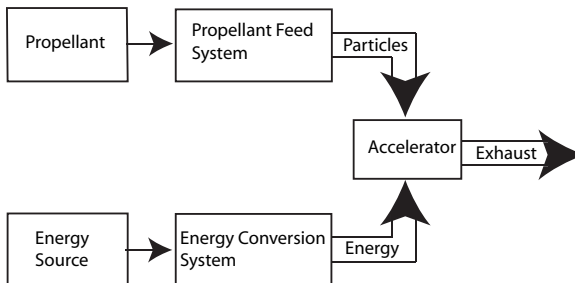 Propellant
Propellant Feed
System
Particles
Accelerator
Exhaust
Energy
Source
Energy Conversion
System
Energy